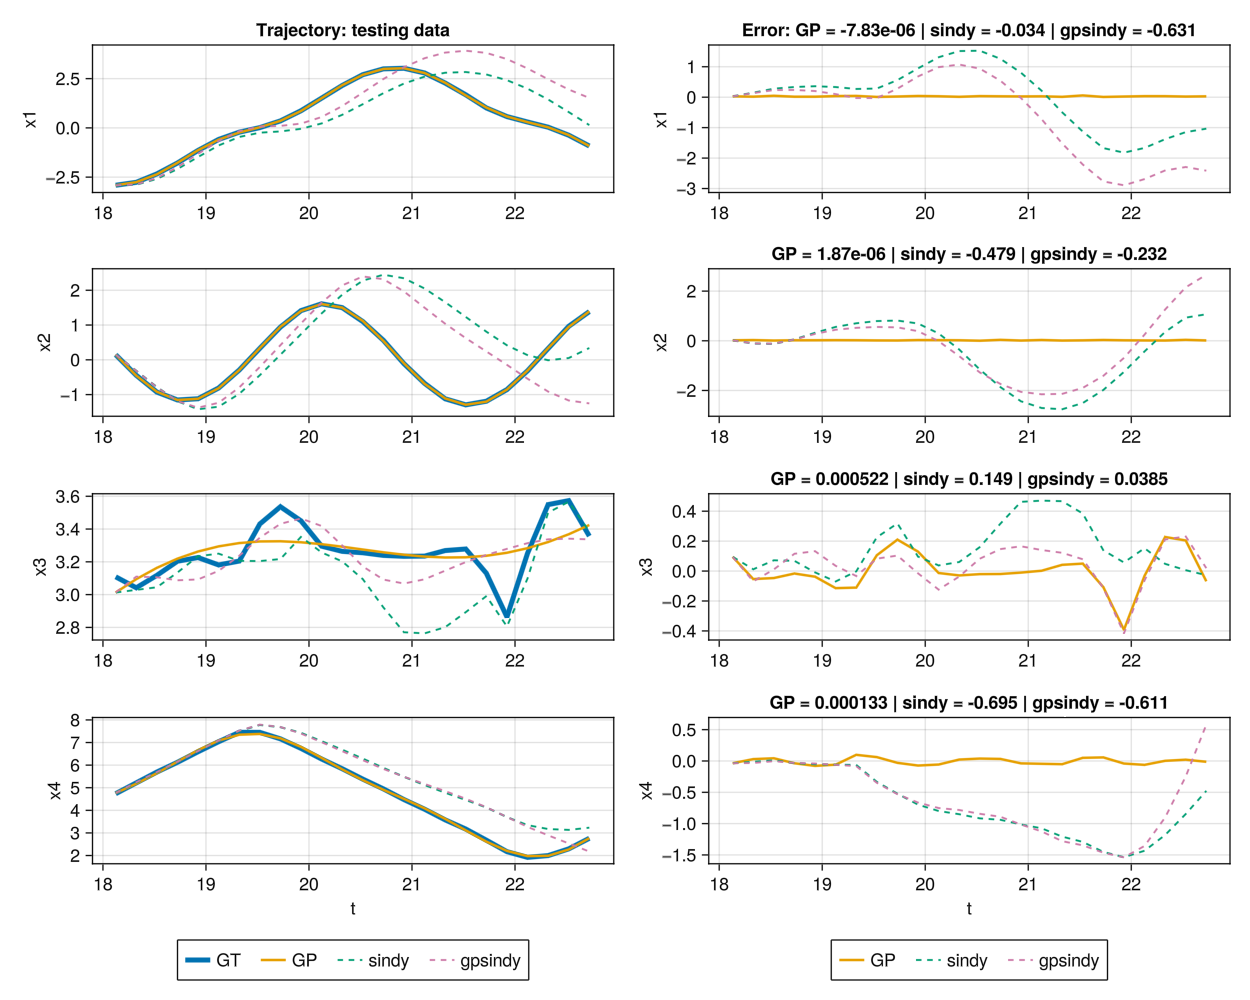 Trajectory: testing data
x1
2.5
0.0
−2.5
18 19 20 21 22
Error: GP = -7.83e-06 | sindy = -0.034 | gpsindy = -0.631
x1
1
0
−1
−2
−3
18 19 20 21 22
x2
2
1
0
−1
18 19 20 21 22
GP = 1.87e-06 | sindy = -0.479 | gpsindy = -0.232
x2
2
0
−2
18 19 20 21 22
x3
3.6
3.4
3.2
3.0
2.8
18 19 20 21 22
GP = 0.000522 | sindy = 0.149 | gpsindy = 0.0385
x3
0.4
0.2
0.0
−0.2
−0.4
18 19 20 21 22
x4
8
7
6
5
4
3
2
18 19 20 21 22
t
GP = 0.000133 | sindy = -0.695 | gpsindy = -0.611
x4
0.5
0.0
−0.5
−1.0
−1.5
18 19 20 21 22
t
GT GP sindy gpsindy
GP sindy gpsindy